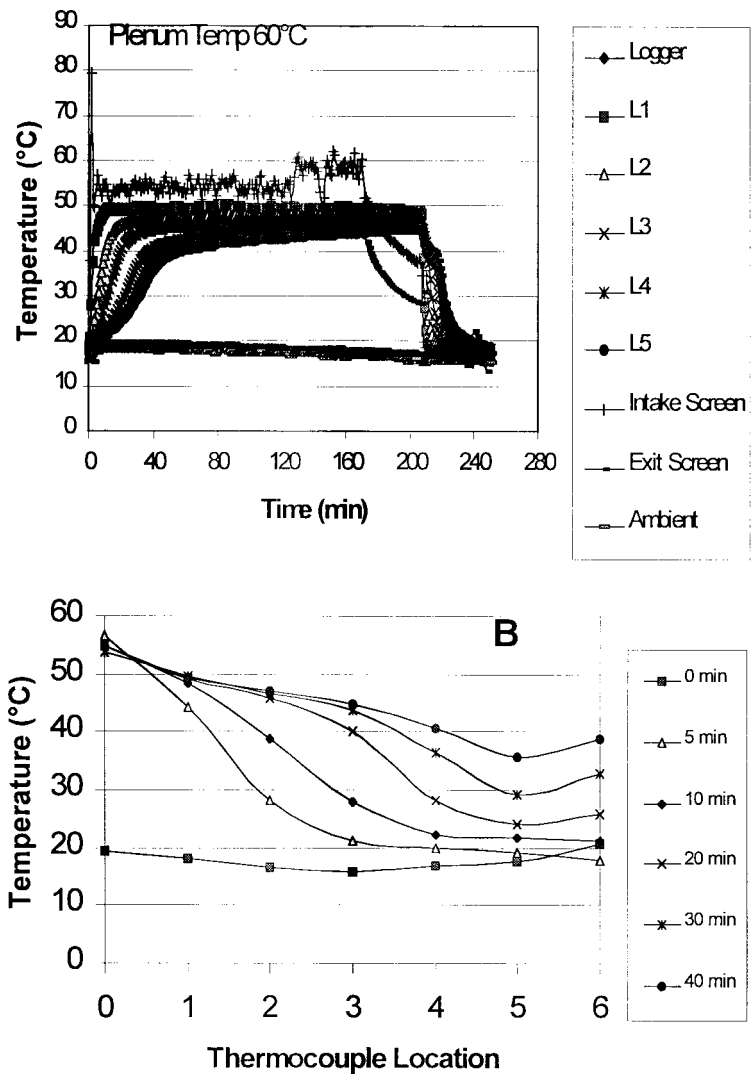 Plenum Temp 60°C
90
80
70
60
50
40
30
20
10
0
Temperature (°C)
0 40 80 120 160 200 240 280
Time (min)
Logger
L1
L2
L3
L4
L5
Intake Screen
Exit Screen
Ambient
B
60
50
40
30
20
10
0
Temperature (°C)
0 1 2 3 4 5 6
Thermocouple Location
0 min
5 min
10 min
20 min
30 min
40 min